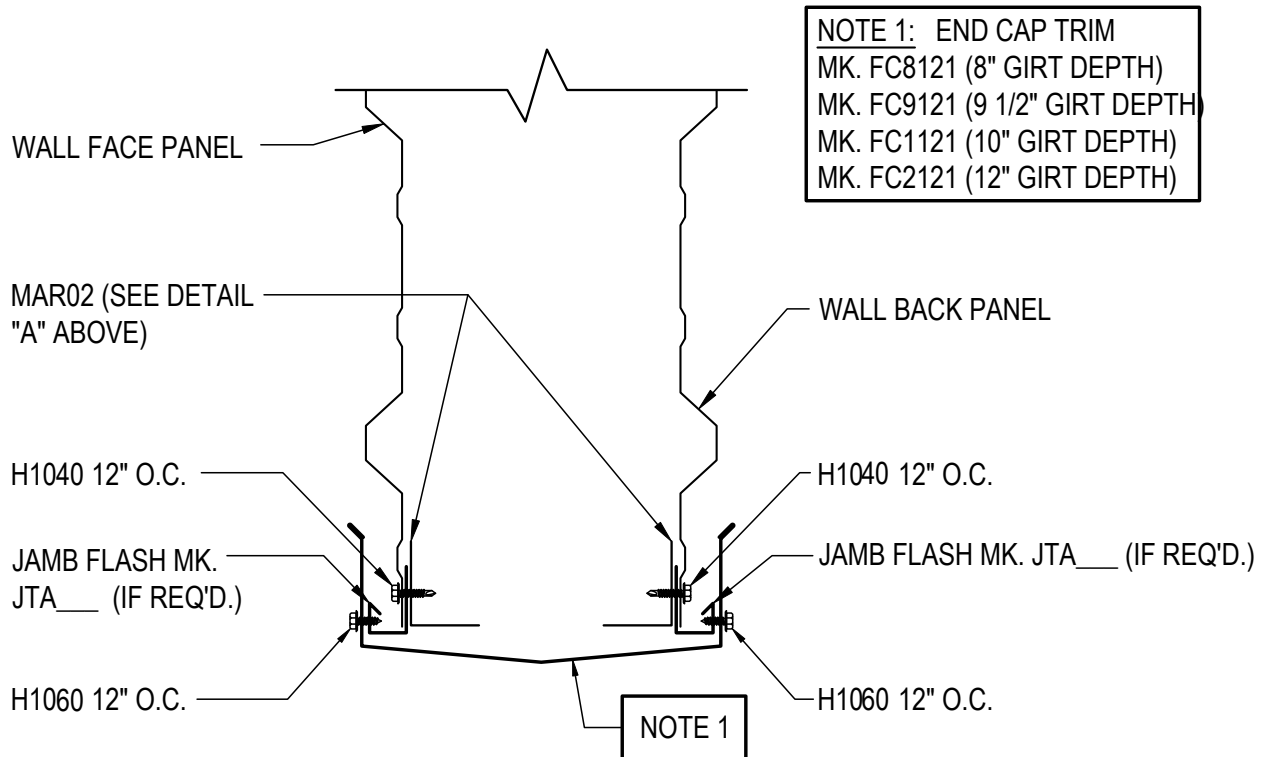 NOTE 1: END CAP TRIM
MK. FC8121 (8" GIRT DEPTH)
MK. FC9121 (9 1/2" GIRT DEPTH)
MK. FC1121 (10" GIRT DEPTH)
MK. FC2121 (12" GIRT DEPTH)
WALL FACE PANEL
MAR02 (SEE DETAIL
"A" ABOVE)
WALL BACK PANEL
H1040 12" O.C.
H1040 12" O.C.
JAMB FLASH MK.
JTA___ (IF REQ'D.)
JAMB FLASH MK. JTA___ (IF REQ'D.)
H1060 12" O.C.
H1060 12" O.C.
NOTE 1